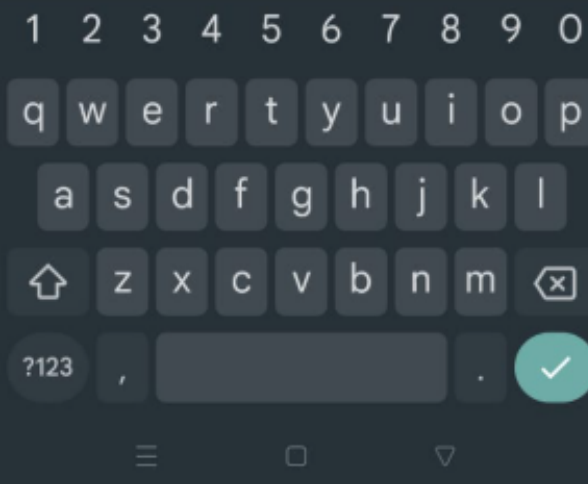 1 2 3 4 5 6 7 8 9 0
q w e r t y u i o p
a s d f g h j k l
z x c v b n m
?123 , .